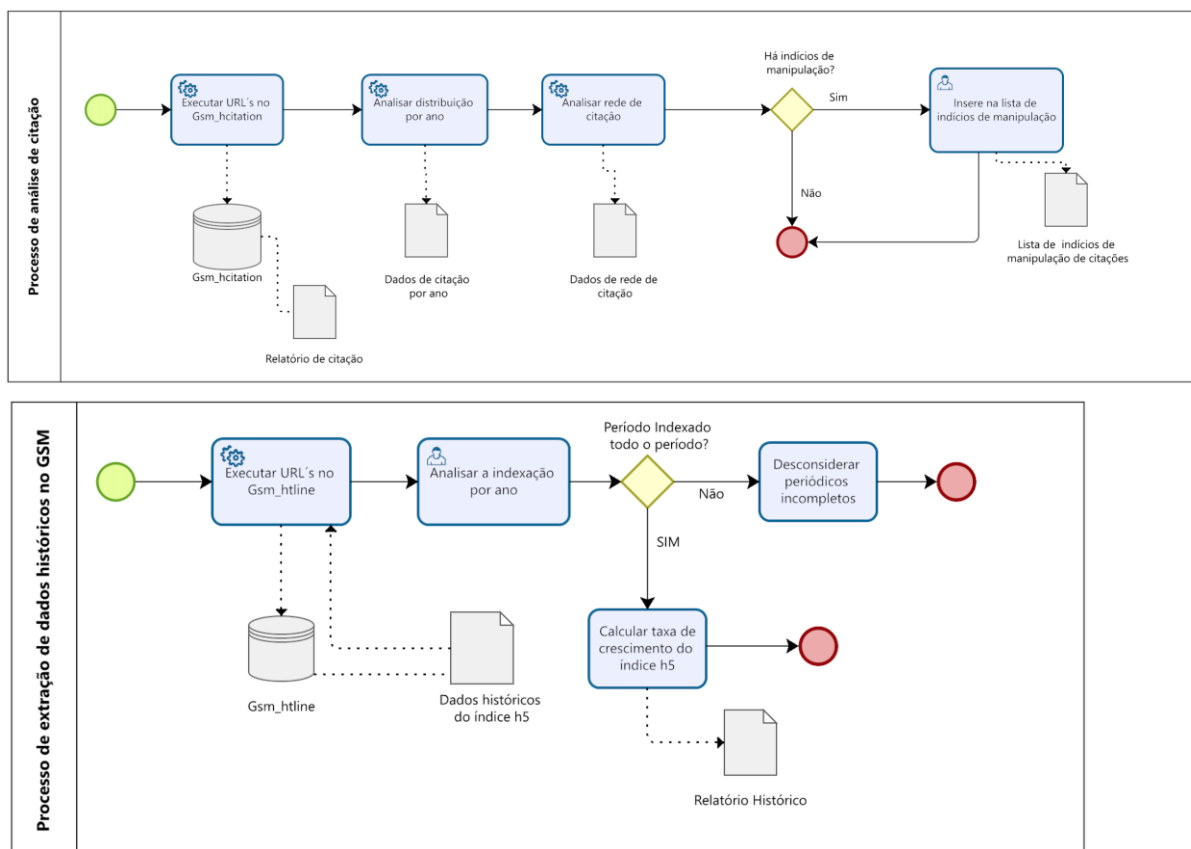 Processo de análise de citação
Executar URL´s no
Gsm_hcitation
Analisar distribuição
por ano
Analisar rede de
citação
Há indícios de
manipulação?
Sim
Insere na lista de
indícios de manipulação
Não
Gsm_hcitation
Relatório de citação
Dados de citação
por ano
Dados de rede de
citação
Lista de indícios de
manipulação de citações
Processo de extração de dados históricos no GSM
Executar URL´s no
Gsm_htline
Analisar a indexação
por ano
Período Indexado
todo o período?
Não
Desconsiderar
periódicos
incompletos
SIM
Calcular taxa de
crescimento do
índice h5
Gsm_htline
Dados históricos
do índice h5
Relatório Histórico